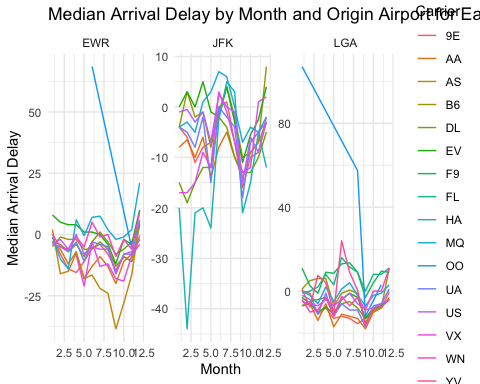 Median Arrival Delay by Month and Origin Airport for Ea
Carrier
EWR
JFK
LGA
9E
AA
AS
B6
DL
EV
F9
FL
HA
MQ
OO
UA
US
VX
WN
YV
50
25
0
-25
10
0
-10
-20
-30
-40
80
40
0
2.5 5.0 7.5 10.0 12.5
2.5 5.0 7.5 10.0 12.5
2.5 5.0 7.5 10.0 12.5
Month
Median Arrival Delay